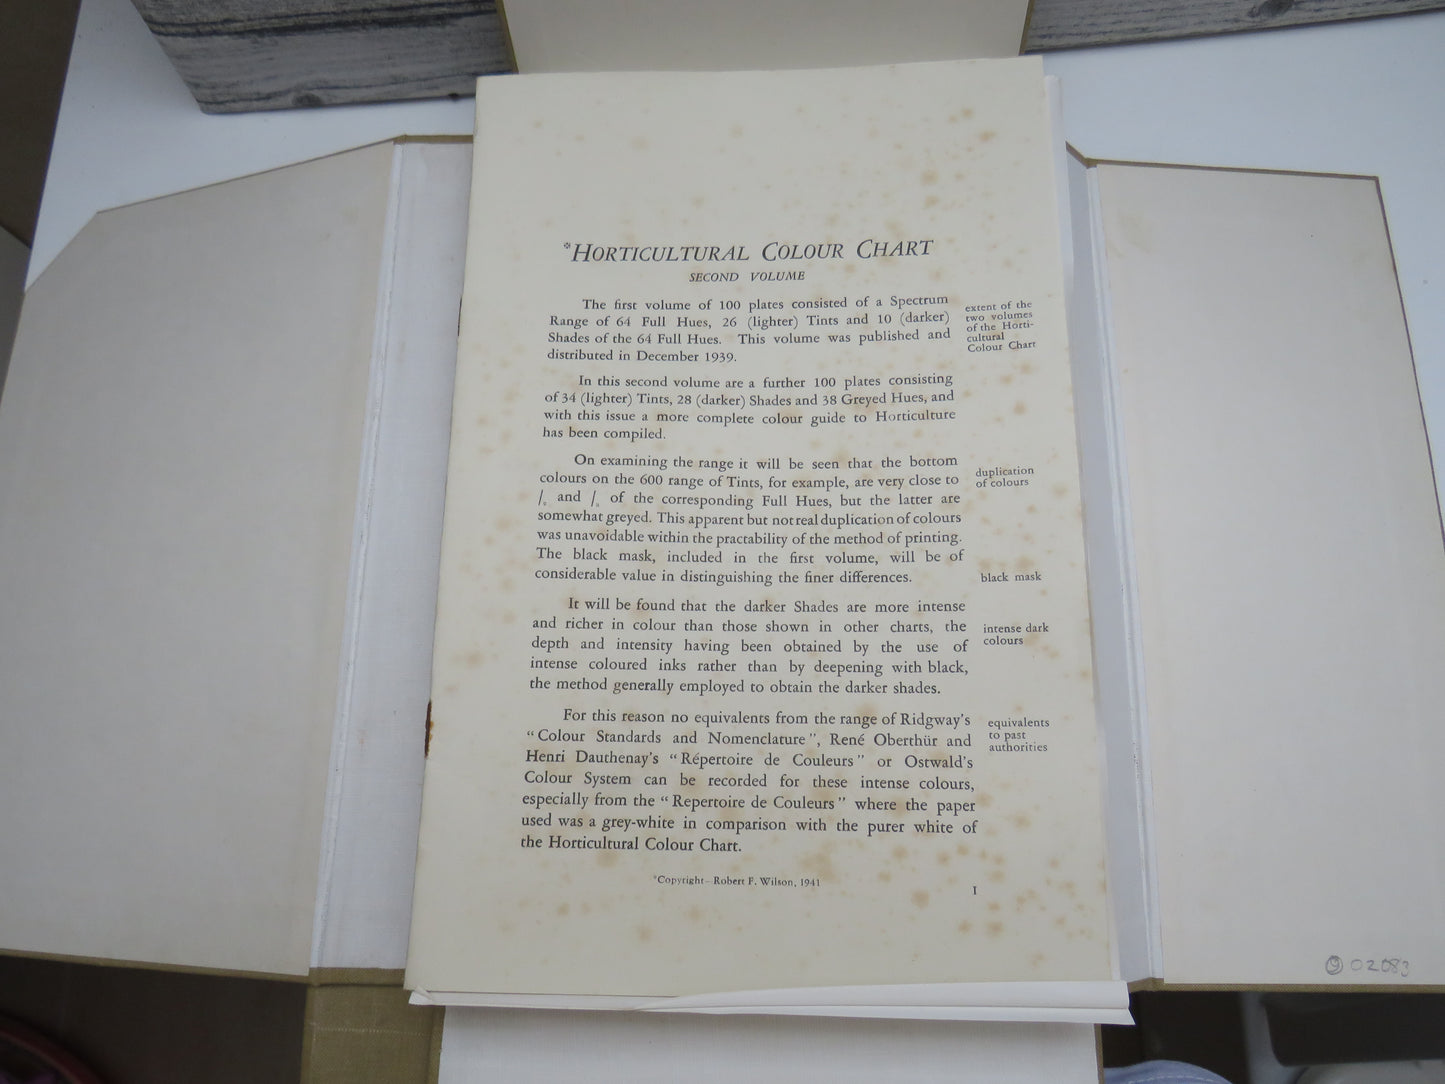 *HORTICULTURAL COLOUR CHART
SECOND VOLUME
The first volume of 100 plates consisted of a Spectrum
Range of 64 Full Hues, 26 (lighter) Tints and 10 (darker)
Shades of the 64 Full Hues. This volume was published and
distributed in December 1939.
extent of the
two volumes
of the Horti-
cultural
Colour Chart
In this second volume are a further 100 plates consisting
of 34 (lighter) Tints, 28 (darker) Shades and 38 Greyed Hues, and
with this issue a more complete colour guide to Horticulture
has been compiled.
On examining the range it will be seen that the bottom
colours on the 600 range of Tints, for example, are very close to
and of the corresponding Full Hues, but the latter are
somewhat greyed. This apparent but not real duplication of colours
was unavoidable within the practability of the method of printing.
The black mask, included in the first volume, will be of
considerable value in distinguishing the finer differences.
duplication
of colours
black mask
It will be found that the darker Shades are more intense
and richer in colour than those shown in other charts, the
depth and intensity having been obtained by the use of
intense coloured inks rather than by deepening with black,
the method generally employed to obtain the darker shades.
intense dark
colours
For this reason no equivalents from the range of Ridgway's
"Colour Standards and Nomenclature", René Oberthür and
Henri Dauthenay's "Répertoire de Couleurs" or Ostwald's
Colour System can be recorded for these intense colours,
especially from the "Repertoire de Couleurs" where the paper
used was a grey-white in comparison with the purer white of
the Horticultural Colour Chart.
equivalents
to past
authorities
*Copyright—Robert F. Wilson, 1941
I
02083